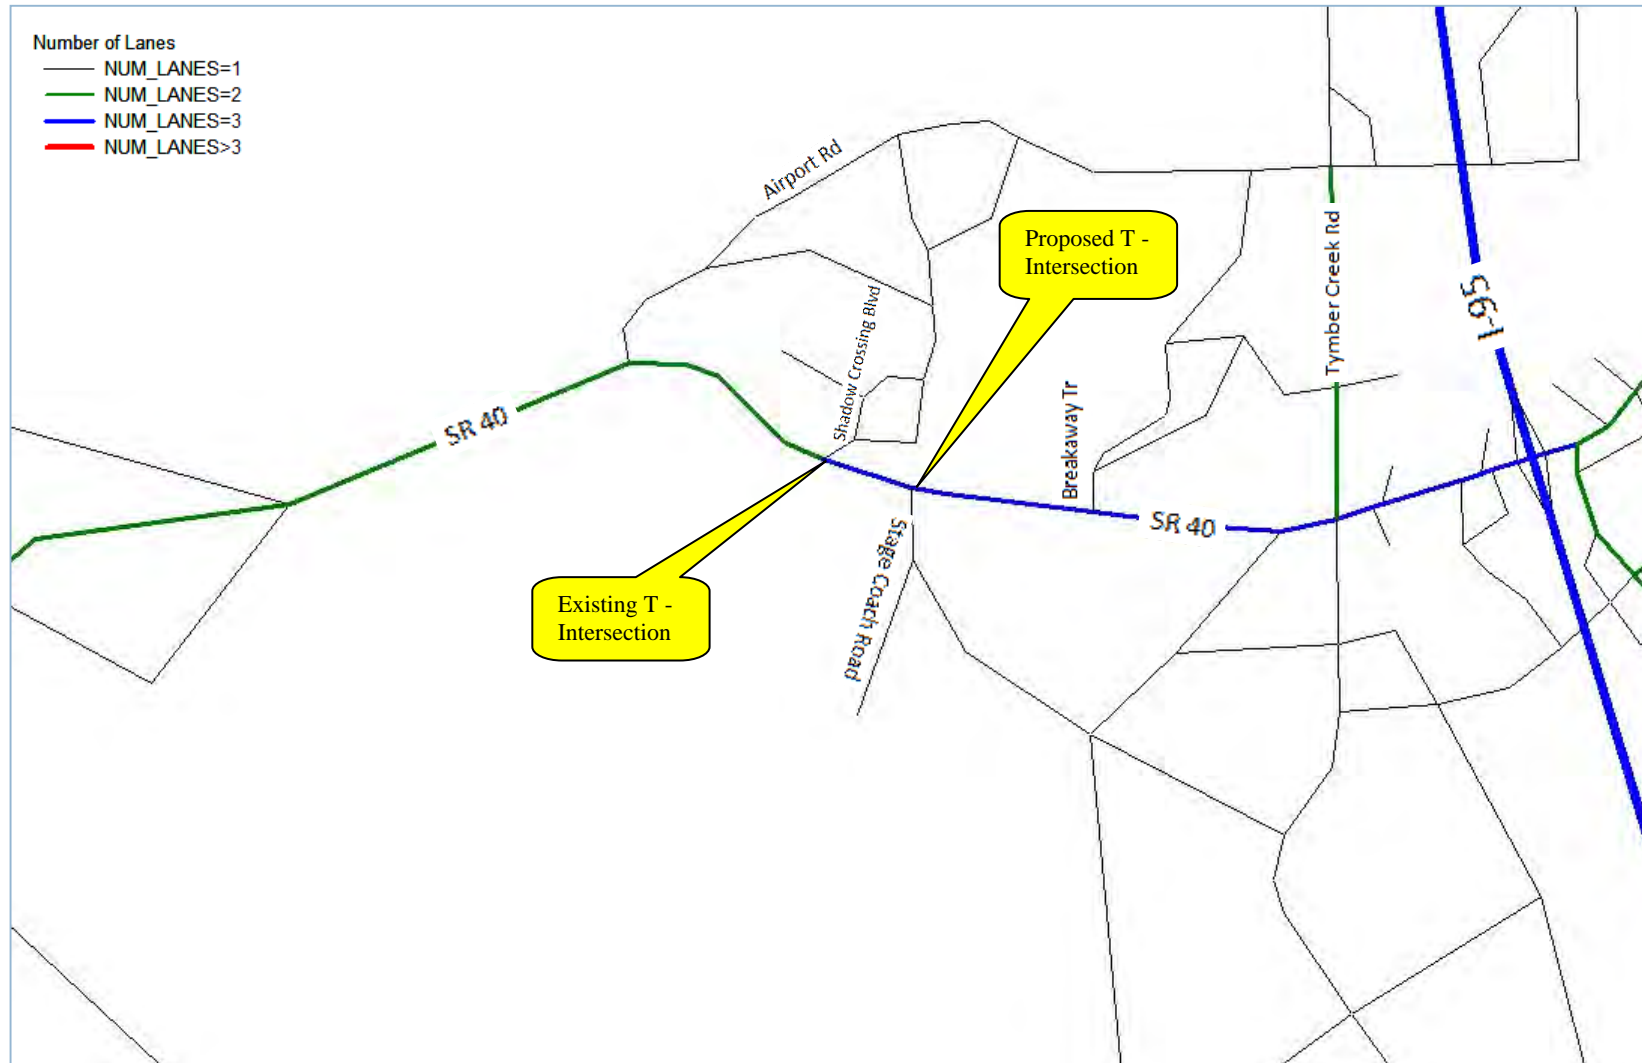 Number of Lanes
NUM_LANES=1
NUM_LANES=2
NUM_LANES=3
NUM_LANES>3
Airport Rd
Proposed T -
Intersection
Tymber Creek Rd
I-95
Shadow Crossing Blvd
SR 40
Breakaway Tr
SR 40
Stage Coach Road
Existing T -
Intersection